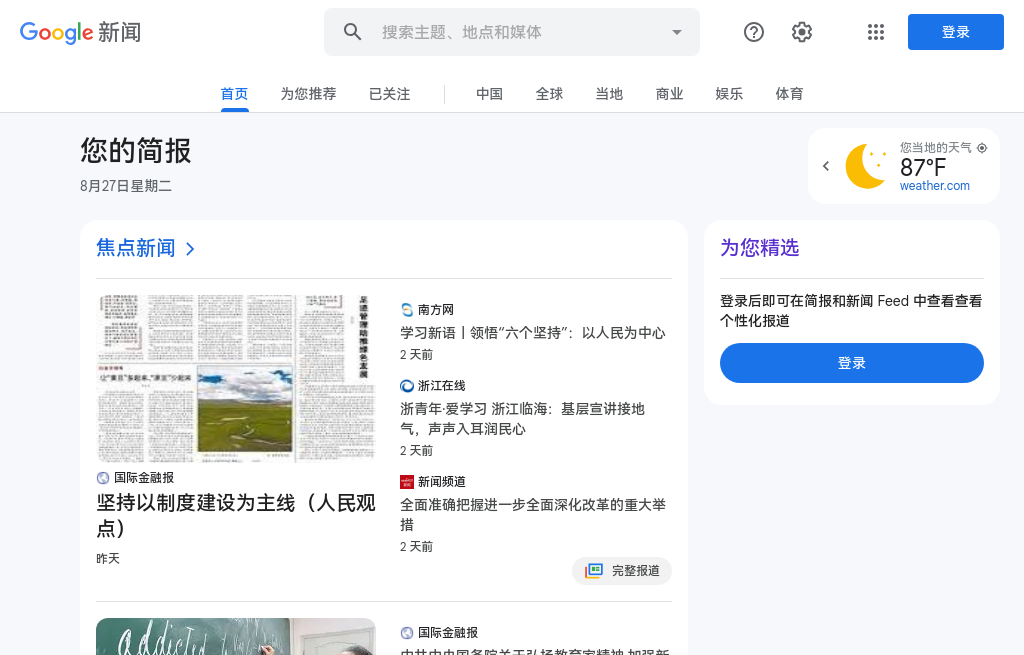 Google 新闻
搜索主题、地点和媒体
登录
首页
为您推荐
已关注
中国
全球
当地
商业
娱乐
体育
您的简报
8月27日星期二
您当地的天气
87°F
weather.com
焦点新闻
国际金融报
坚持以制度建设为主线（人民观
点）
昨天
南方网
学习新语丨领悟“六个坚持”：以人民为中心
2 天前
浙江在线
浙青年·爱学习 浙江临海：基层宣讲接地
气，声声入耳润民心
2 天前
新闻频道
全面准确把握进一步全面深化改革的重大举
措
2 天前
完整报道
为您精选
登录后即可在简报和新闻 Feed 中查看查看
个性化报道
登录
addicted
国际金融报